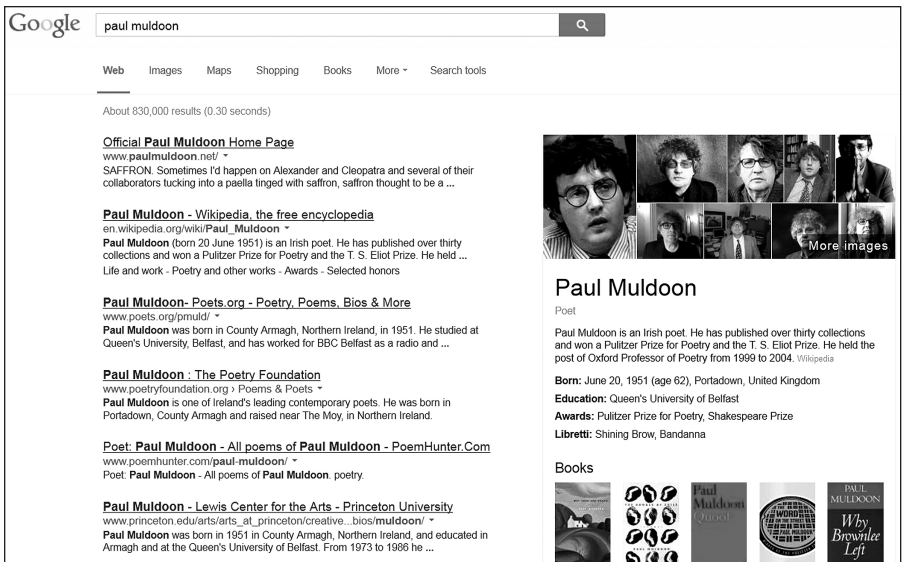 Google
paul muldoon
Web Images Maps Shopping Books More Search tools
About 830,000 results (0.30 seconds)
Official Paul Muldoon Home Page
www.paulmuldoon.net/
SAFFRON. Sometimes I'd happen on Alexander and Cleopatra and several of their
collaborators tucking into a paella tinged with saffron, saffron thought to be a ...
Paul Muldoon - Wikipedia, the free encyclopedia
en.wikipedia.org/wiki/Paul_Muldoon
Paul Muldoon (born 20 June 1951) is an Irish poet. He has published over thirty
collections and won a Pulitzer Prize for Poetry and the T. S. Eliot Prize. He held ...
Life and work - Poetry and other works - Awards - Selected honors
Paul Muldoon- Poets.org - Poetry, Poems, Bios & More
www.poets.org/pmuld/
Paul Muldoon was born in County Armagh, Northern Ireland, in 1951. He studied at
Queen's University, Belfast, and has worked for BBC Belfast as a radio and ...
Paul Muldoon : The Poetry Foundation
www.poetryfoundation.org › Poems & Poets
Paul Muldoon is one of Ireland's leading contemporary poets. He was born in
Portadown, County Armagh and raised near The Moy, in Northern Ireland.
Poet: Paul Muldoon - All poems of Paul Muldoon - PoemHunter.Com
www.poemhunter.com/paul-muldoon/
Poet: Paul Muldoon - All poems of Paul Muldoon. poetry.
Paul Muldoon - Lewis Center for the Arts - Princeton University
www.princeton.edu/arts/arts_at_princeton/creative...bios/muldoon/
Paul Muldoon was born in 1951 in County Armagh, Northern Ireland, and educated in
Armagh and at the Queen's University of Belfast. From 1973 to 1986 he ...
More images
Paul Muldoon
Poet
Paul Muldoon is an Irish poet. He has published over thirty collections
and won a Pulitzer Prize for Poetry and the T. S. Eliot Prize. He held the
post of Oxford Professor of Poetry from 1999 to 2004. Wikipedia
Born: June 20, 1951 (age 62), Portadown, United Kingdom
Education: Queen's University of Belfast
Awards: Pulitzer Prize for Poetry, Shakespeare Prize
Libretti: Shining Brow, Bandanna
Books
PAUL MULDOON
Paul
Muldoon
Quoof
THE WORD
ON THE STREET
PAUL MULDOON
PAUL
MULDOON
Why
Brownlee
Left